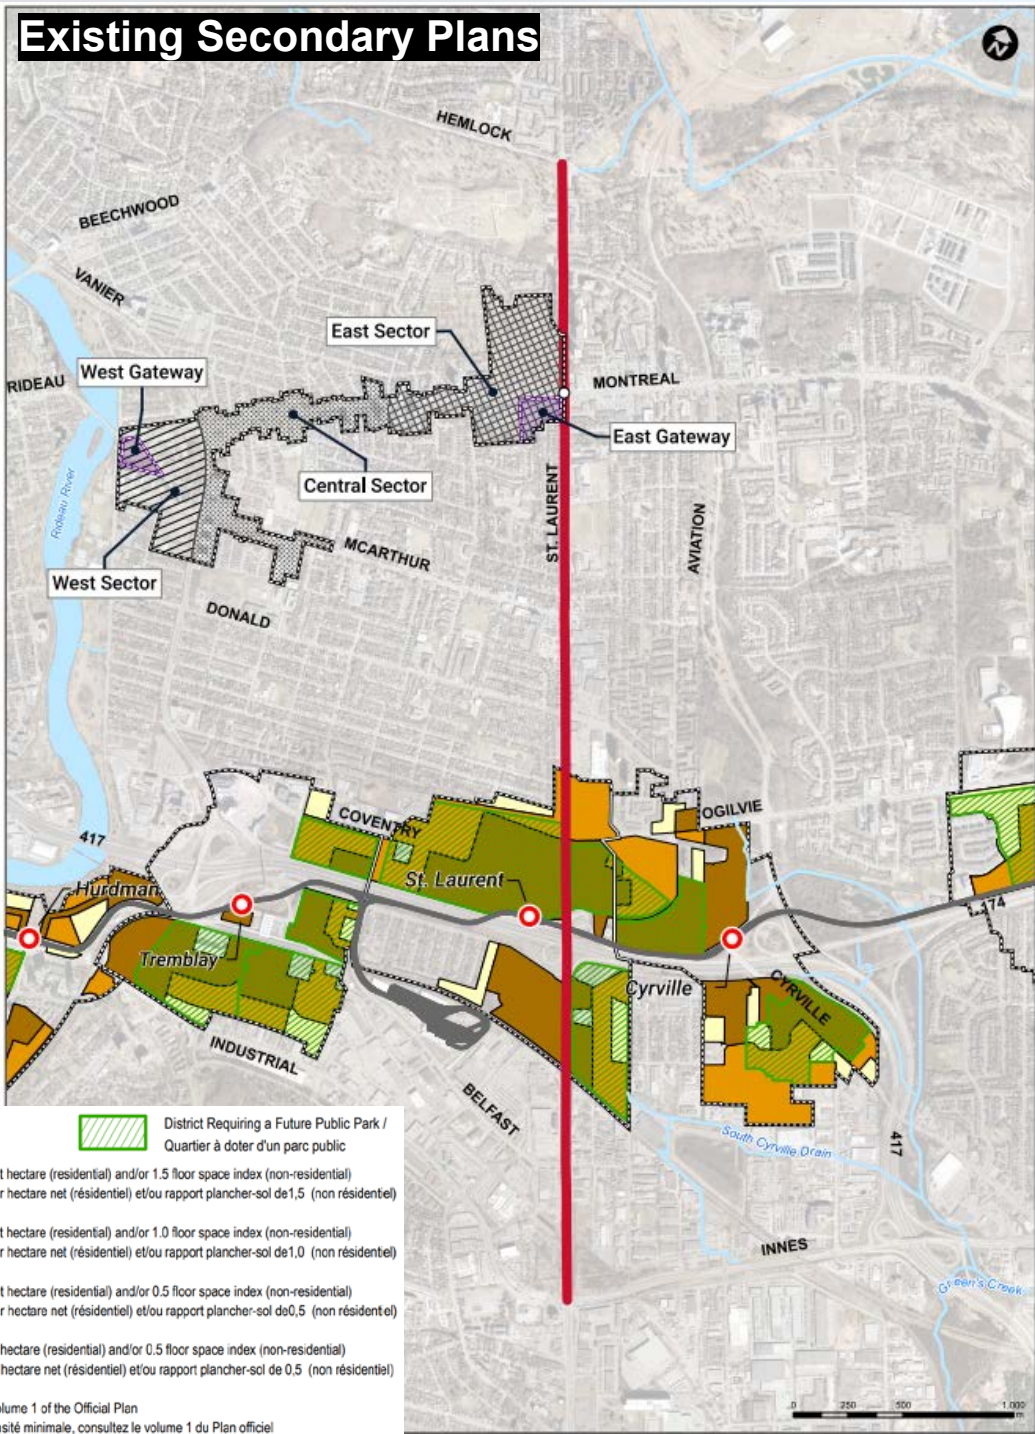 Existing Secondary Plans
N
HEMLOCK
BEECHWOOD
VANIER
East Sector
RIDEAU
West Gateway
MONTREAL
East Gateway
Central Sector
ST. LAURENT
Rideau River
AVIATION
MCARTHUR
West Sector
DONALD
COVENTRY
OGILVIE
417
Hurdman
St. Laurent
174
Tremblay
Cyrville
CYRVILLE
INDUSTRIAL
BELFAST
South Cyrville Drain
417
INNES
Green's Creek
District Requiring a Future Public Park /
Quartier à doter d'un parc public
t hectare (residential) and/or 1.5 floor space index (non-residential)
r hectare net (résidentiel) et/ou rapport plancher-sol de1,5 (non résidentiel)
t hectare (residential) and/or 1.0 floor space index (non-residential)
r hectare net (résidentiel) et/ou rapport plancher-sol de1,0 (non résidentiel)
t hectare (residential) and/or 0.5 floor space index (non-residential)
r hectare net (résidentiel) et/ou rapport plancher-sol de0,5 (non résidentiel)
hectare (residential) and/or 0.5 floor space index (non-residential)
hectare net (résidentiel) et/ou rapport plancher-sol de 0,5 (non résidentiel)
olume 1 of the Official Plan
sité minimale, consultez le volume 1 du Plan officiel
0 250 500 1,000
m